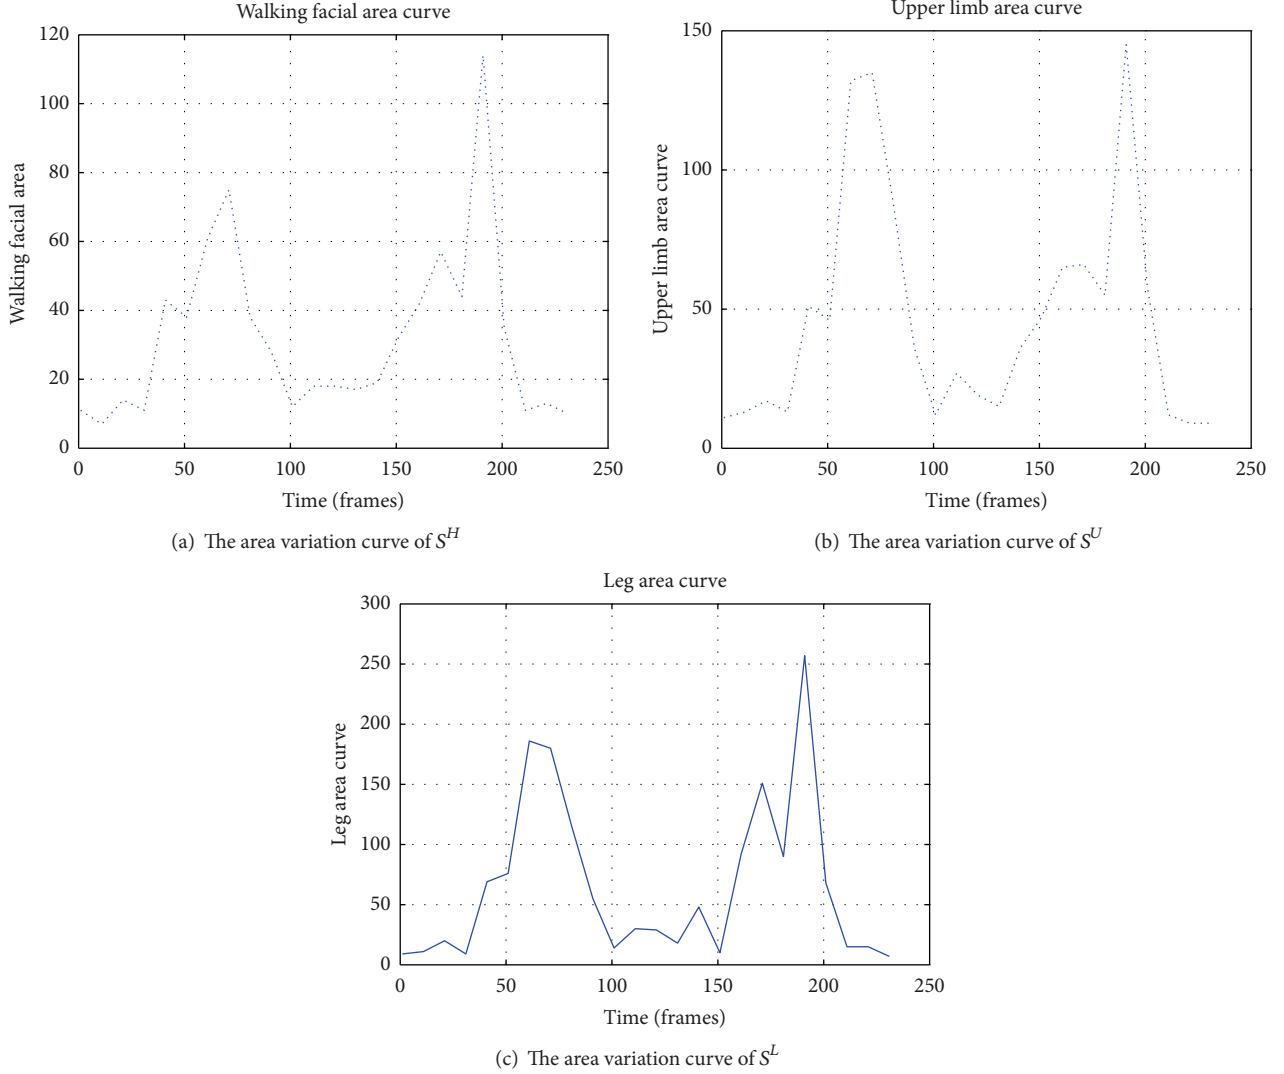 Walking facial area curve
120
100
80
60
40
20
0
Walking facial area
0 50 100 150 200 250
Time (frames)
(a) The area variation curve of S^H
Upper limb area curve
150
100
50
0
Upper limb area curve
0 50 100 150 200 250
Time (frames)
(b) The area variation curve of S^U
Leg area curve
300
250
200
150
100
50
0
Leg area curve
0 50 100 150 200 250
Time (frames)
(c) The area variation curve of S^L